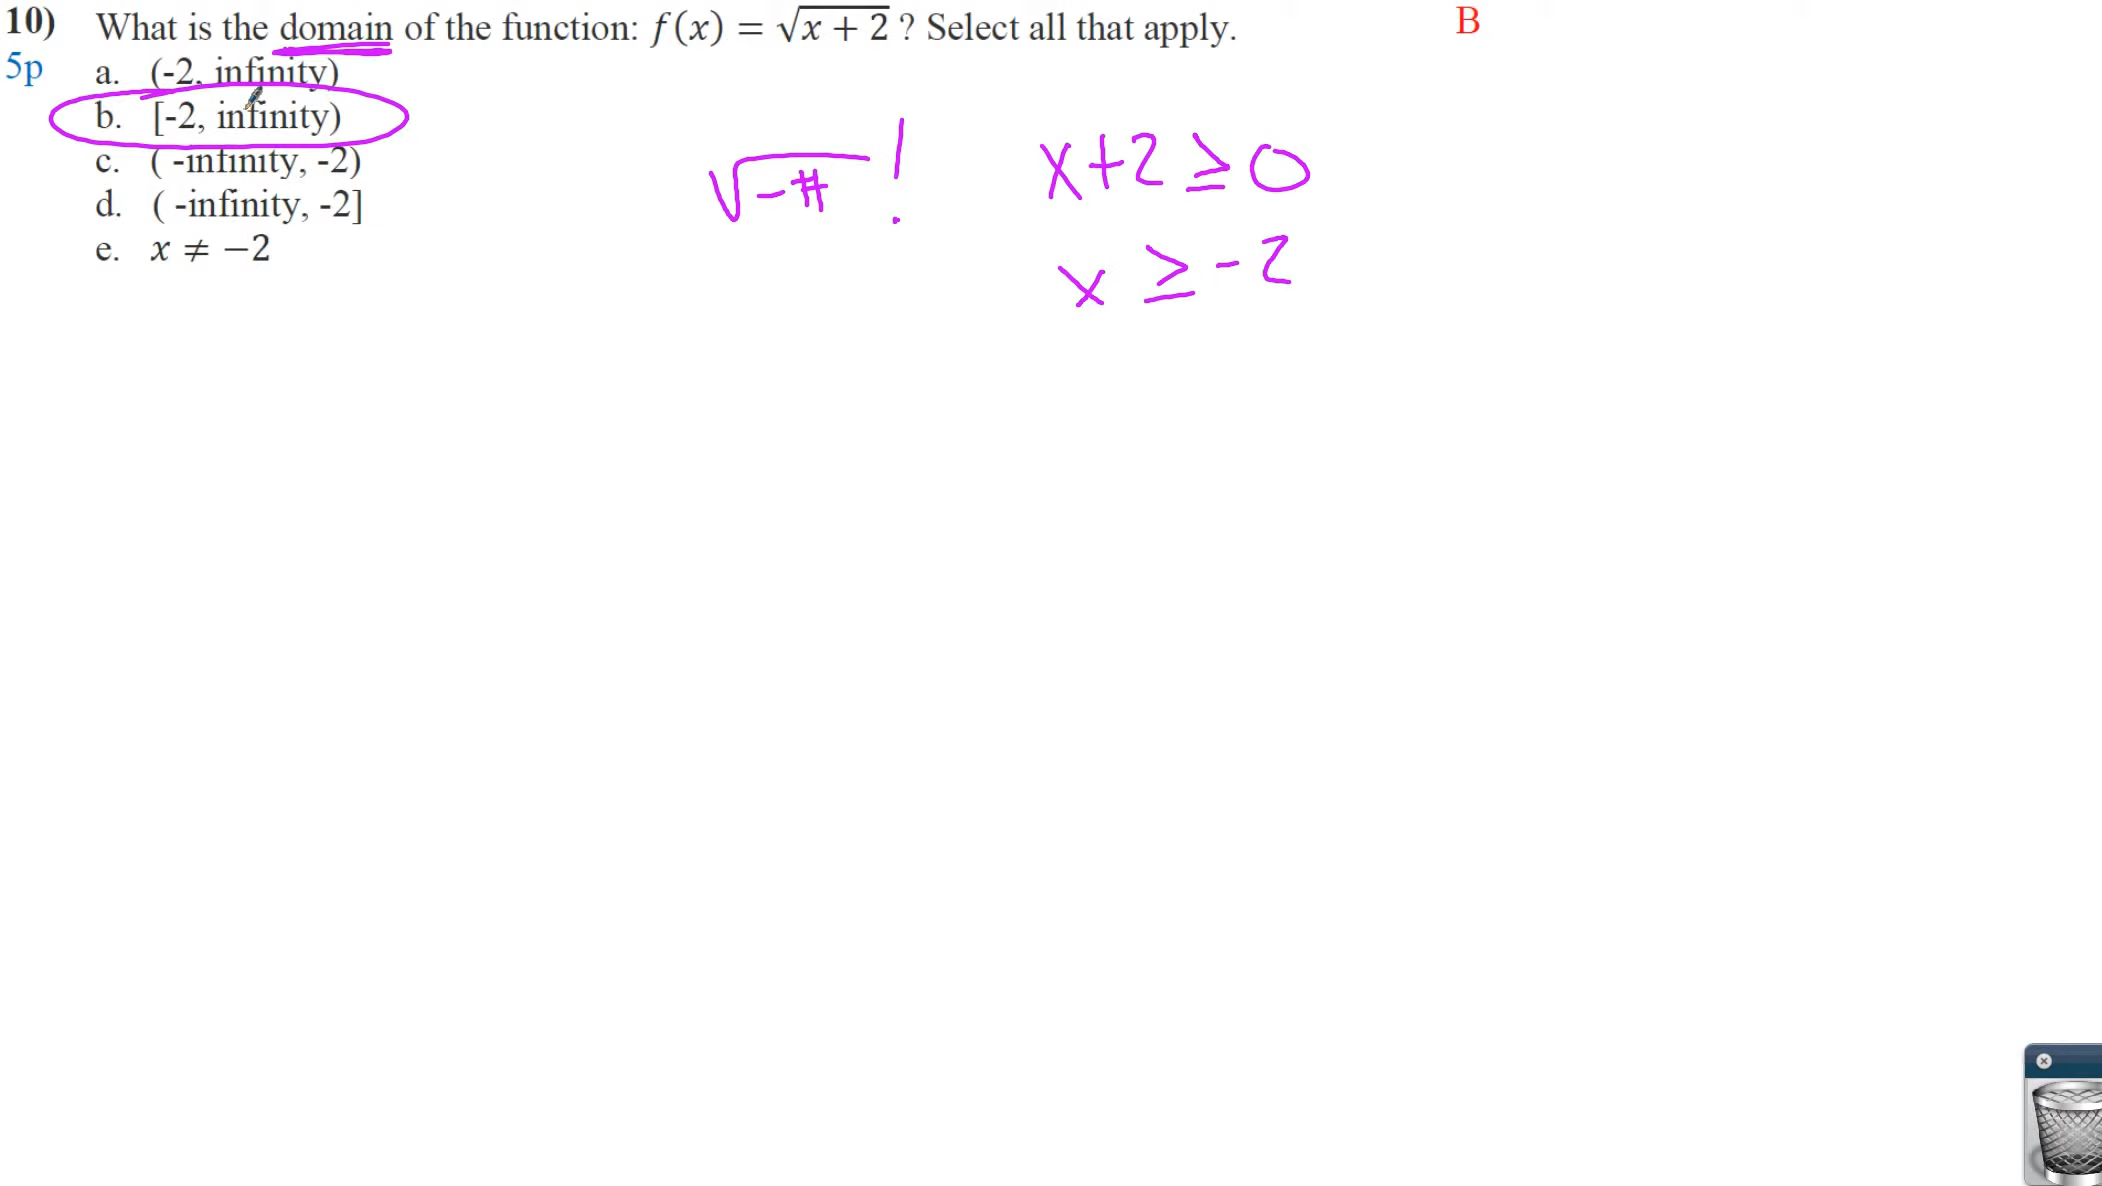 10) What is the domain of the function: f(x) = √x + 2 ? Select all that apply. B
5p a. (-2, infinity)
b. [-2, infinity)
c. ( -infinity, -2)
d. ( -infinity, -2]
e. x ≠ −2
√-# !
x+2≥0
x ≥ -2